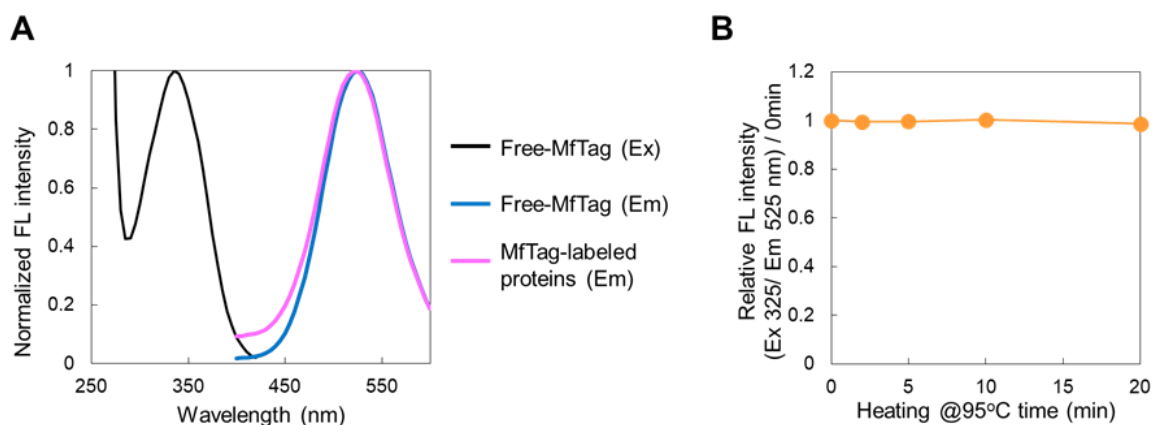 A
Normalized FL intensity
1
0.8
0.6
0.4
0.2
0
250
350
450
550
Wavelength (nm)
Free-MfTag (Ex)
Free-MfTag (Em)
MfTag-labeled
proteins (Em)
B
Relative FL intensity
(Ex 325/ Em 525 nm) / 0min
1.2
1
0.8
0.6
0.4
0.2
0
0
5
10
15
20
Heating @95°C time (min)